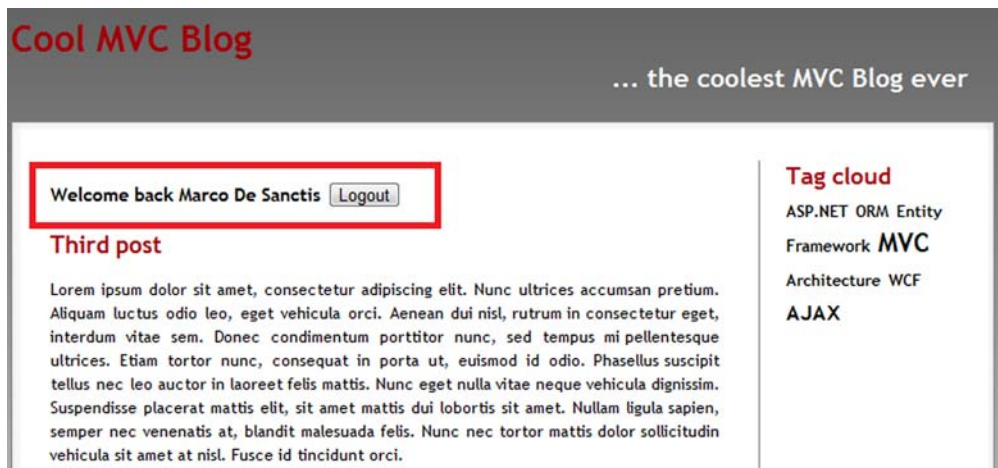 Cool MVC Blog
... the coolest MVC Blog ever
Welcome back Marco De Sanctis Logout
Third post
Lorem ipsum dolor sit amet, consectetur adipiscing elit. Nunc ultrices accumsan pretium.
Aliquam luctus odio leo, eget vehicula orci. Aenean dui nisl, rutrum in consectetur eget,
interdum vitae sem. Donec condimentum porttitor nunc, sed tempus mi pellentesque
ultrices. Etiam tortor nunc, consequat in porta ut, euismod id odio. Phasellus suscipit
tellus nec leo auctor in laoreet felis mattis. Nunc eget nulla vitae neque vehicula dignissim.
Suspendisse placerat mattis elit, sit amet mattis dui lobortis sit amet. Nullam ligula sapien,
semper nec venenatis at, blandit malesuada felis. Nunc nec tortor mattis dolor sollicitudin
vehicula sit amet at nisl. Fusce id tincidunt orci.
Tag cloud
ASP.NET ORM Entity
Framework MVC
Architecture WCF
AJAX